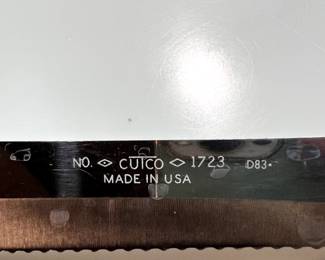 NO. <> CUTCO <> 1723 D83•
MADE IN USA